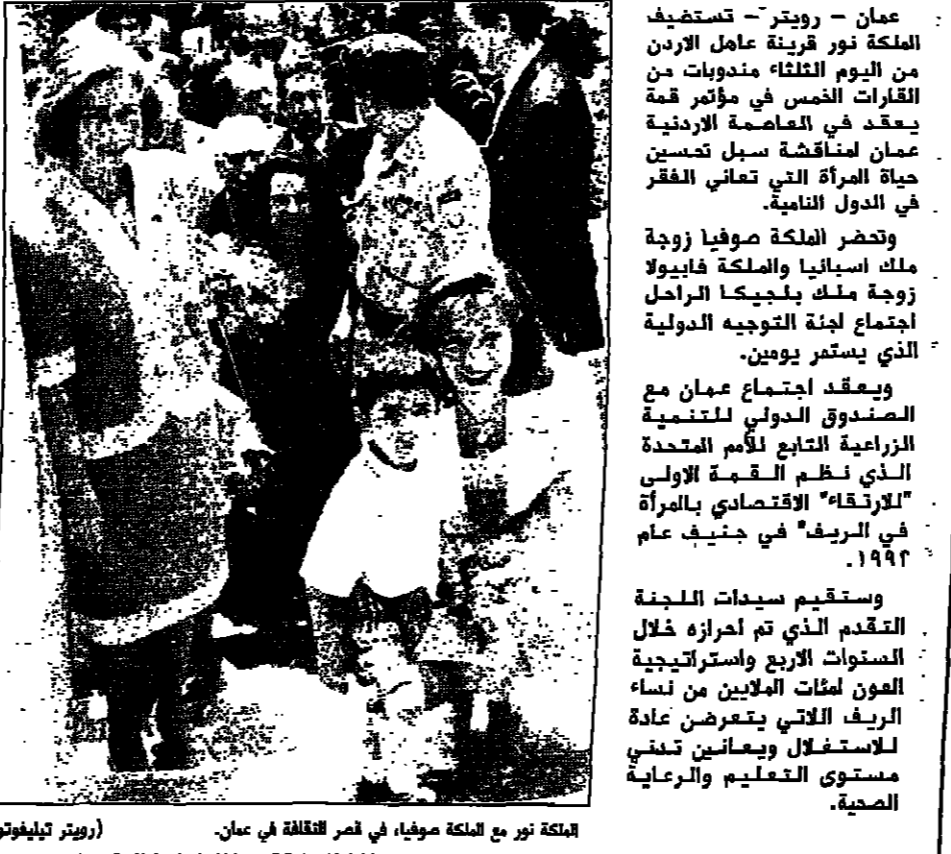 عمان – رويتر – تستضيف
الملكة نور قرينة عاهل الاردن
من اليوم الثلثاء مندوبات من
القارات الخمس في مؤتمر قمة
يعقد في العاصمة الاردنية
عمان لمناقشة سبل تحسين
حياة المرأة التي تعاني الفقر
في الدول النامية.
وتحضر الملكة صوفيا زوجة
ملك اسبانيا والملكة فابيولا
زوجة ملك بلجيكا الراحل
اجتماع لجنة التوجيه الدولية
الذي يستمر يومين.
ويعقد اجتماع عمان مع
الصندوق الدولي للتنمية
الزراعية التابع للأمم المتحدة
الذي نظم القمة الاولى
"للارتقاء" الاقتصادي بالمرأة
في الريف" في جنيف عام
١٩٩٢.
وستقيم سيدات اللجنة
التقدم الذي تم احرازه خلال
السنوات الاربع واستراتيجية
العون لمئات الملايين من نساء
الريف اللاتي يتعرضن عادة
للاستغلال ويعانين تدني
مستوى التعليم والرعاية
الصحية.
الملكة نور مع الملكة صوفياء في قصر الثقافة في عمان. (رويتر تيليفوتو